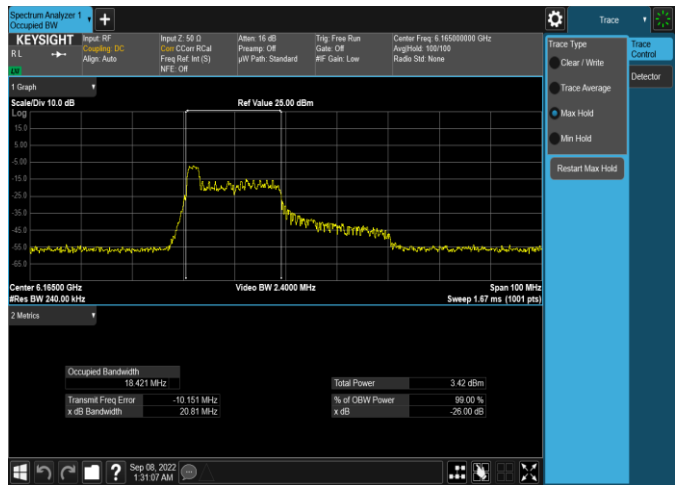 Spectrum Analyzer 1
Occupied BW
KEYSIGHT
RL
Input: RF
Coupling: DC
Align: Auto
Input Z: 50 Ω
Corr CCorr RCal
Freq Ref: Int (S)
NFE: Off
Atten: 16 dB
Preamp: Off
µW Path: Standard
Trig: Free Run
Gate: Off
#IF Gain: Low
Center Freq: 6.165000000 GHz
Avg|Hold: 100/100
Radio Std: None
LXI
1 Graph
Scale/Div 10.0 dB
Ref Value 25.00 dBm
Log
15.0
5.00
-5.00
-15.0
-25.0
-35.0
-45.0
-55.0
-65.0
Center 6.16500 GHz
#Res BW 240.00 kHz
Video BW 2.4000 MHz
Span 100 MHz
Sweep 1.67 ms (1001 pts)
2 Metrics
Occupied Bandwidth
18.421 MHz
Transmit Freq Error -10.151 MHz
x dB Bandwidth 20.81 MHz
Total Power 3.42 dBm
% of OBW Power 99.00 %
x dB -26.00 dB
Trace
Trace Type
Clear / Write
Trace Average
Max Hold
Min Hold
Restart Max Hold
Trace
Control
Detector
?
Sep 08, 2022
1:31:07 AM